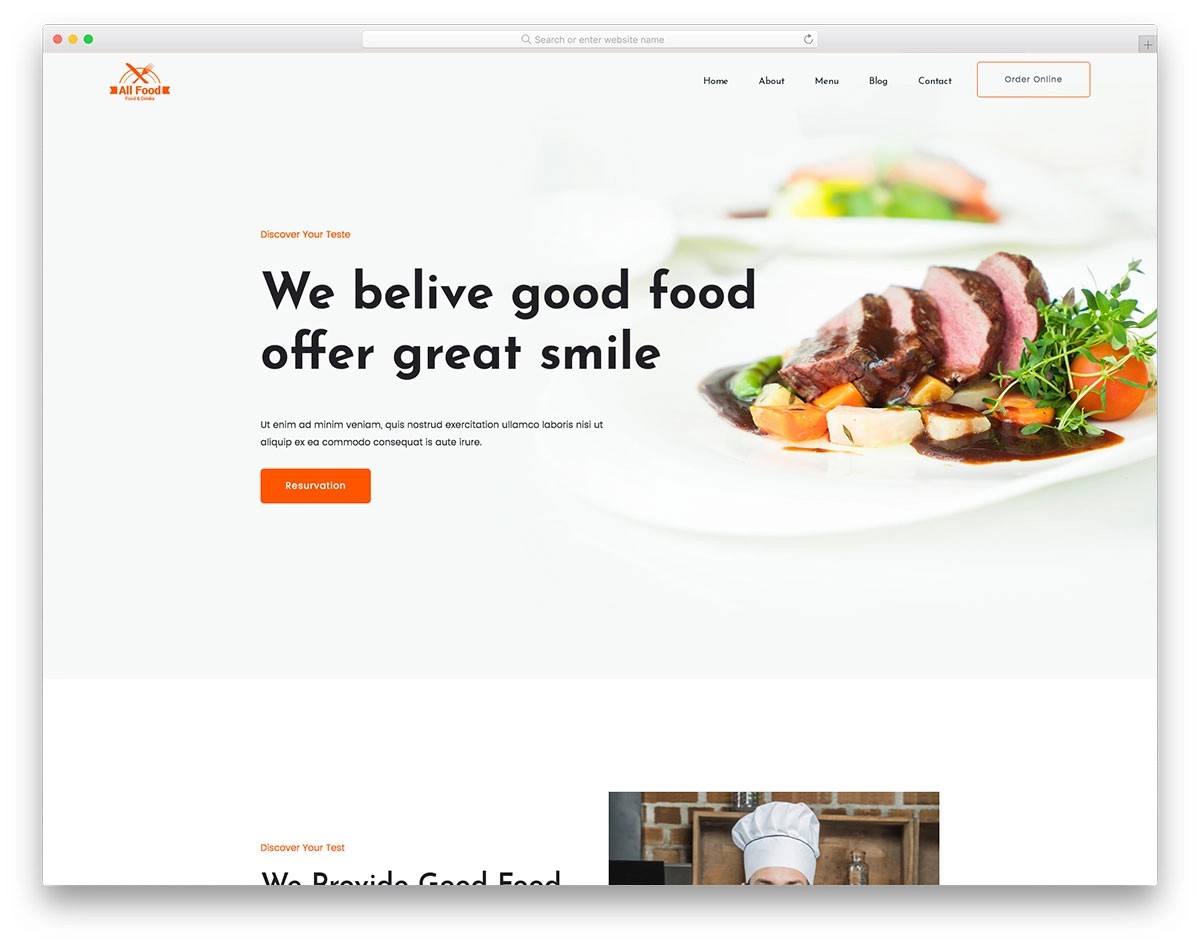 Search or enter website name
All Food
Food & Drinks
Home About Menu Blog Contact Order Online
Discover Your Teste
We belive good food
offer great smile
Ut enim ad minim veniam, quis nostrud exercitation ullamco laboris nisi ut
aliquip ex ea commodo consequat is aute irure.
Resurvation
Discover Your Test
We Provide Good Food